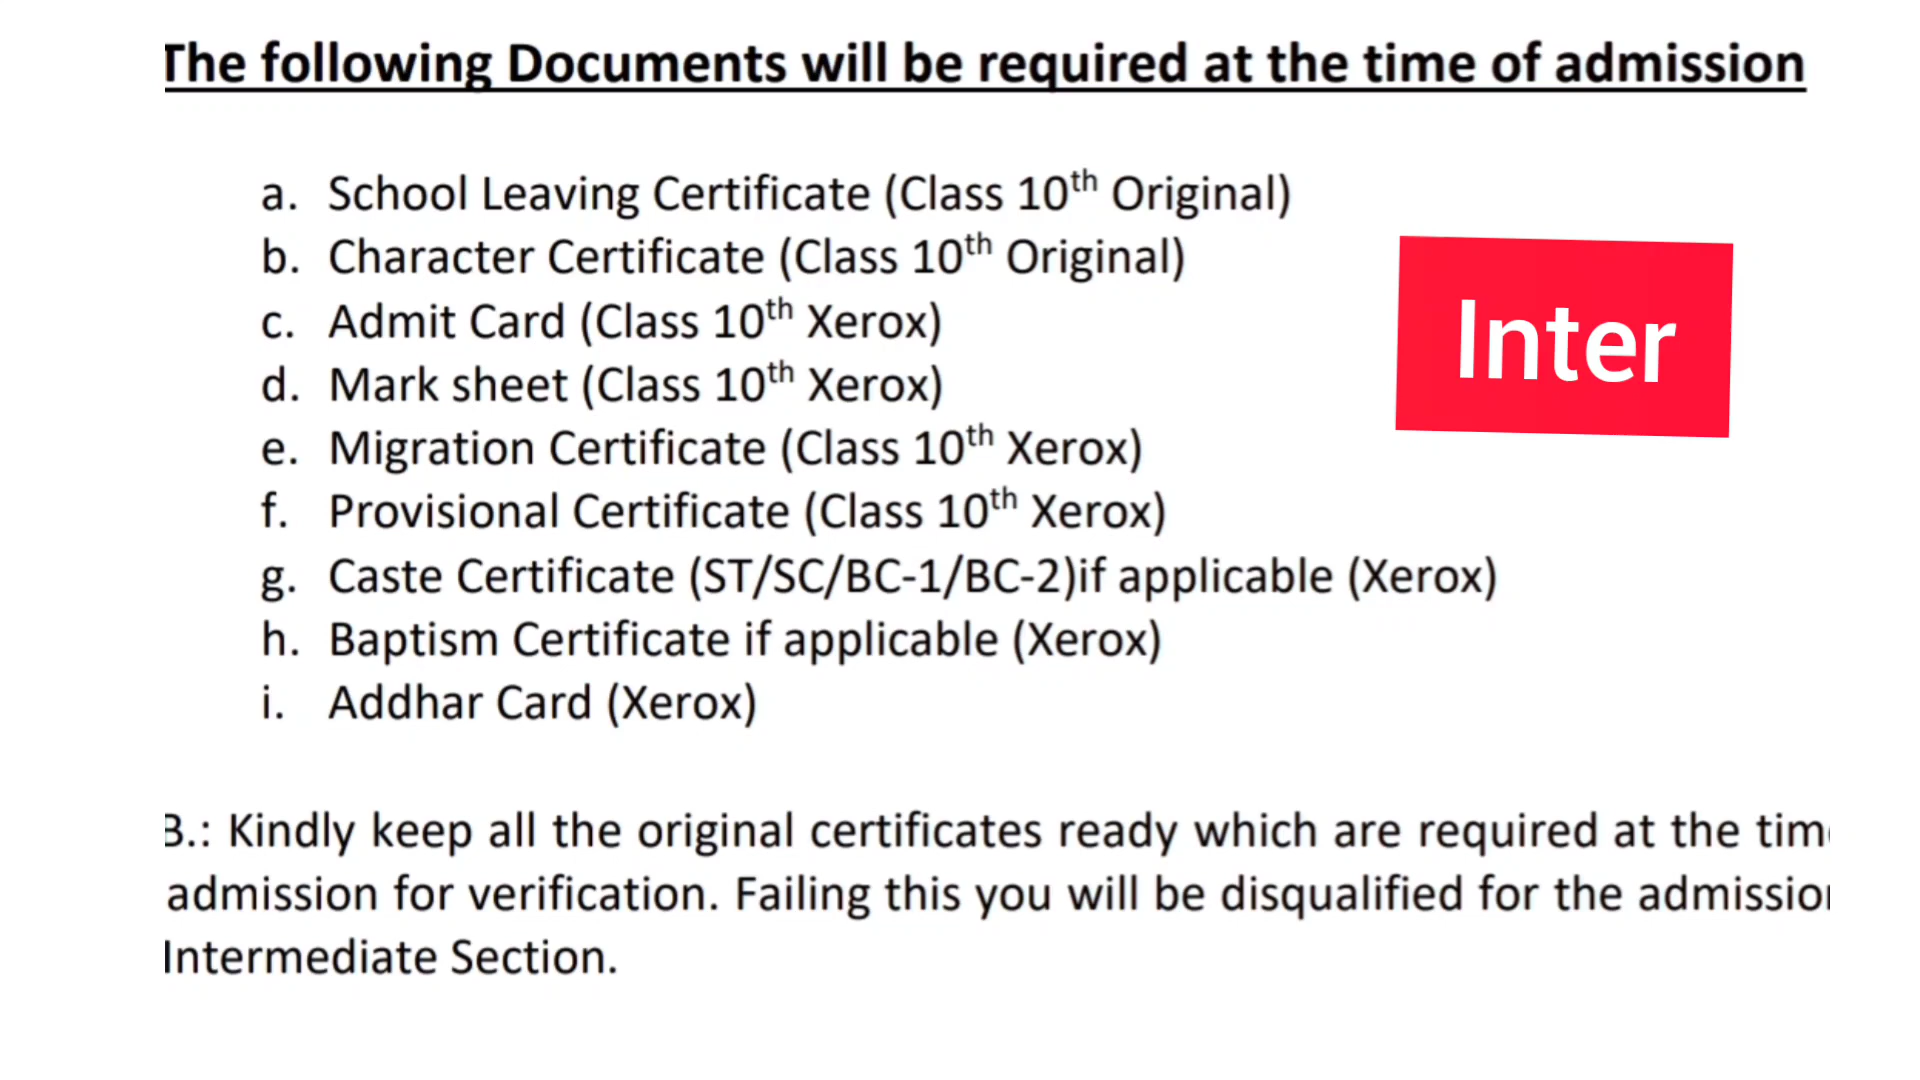 The following Documents will be required at the time of admission
a. School Leaving Certificate (Class 10th Original)
b. Character Certificate (Class 10th Original)
c. Admit Card (Class 10th Xerox)
d. Mark sheet (Class 10th Xerox)
e. Migration Certificate (Class 10th Xerox)
f. Provisional Certificate (Class 10th Xerox)
g. Caste Certificate (ST/SC/BC-1/BC-2)if applicable (Xerox)
h. Baptism Certificate if applicable (Xerox)
i. Addhar Card (Xerox)
Inter
B.: Kindly keep all the original certificates ready which are required at the tim
admission for verification. Failing this you will be disqualified for the admission
Intermediate Section.